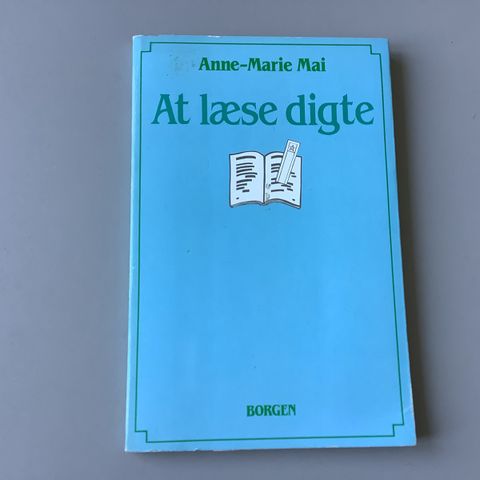 Anne-Marie Mai
At læse digte
BORGEN